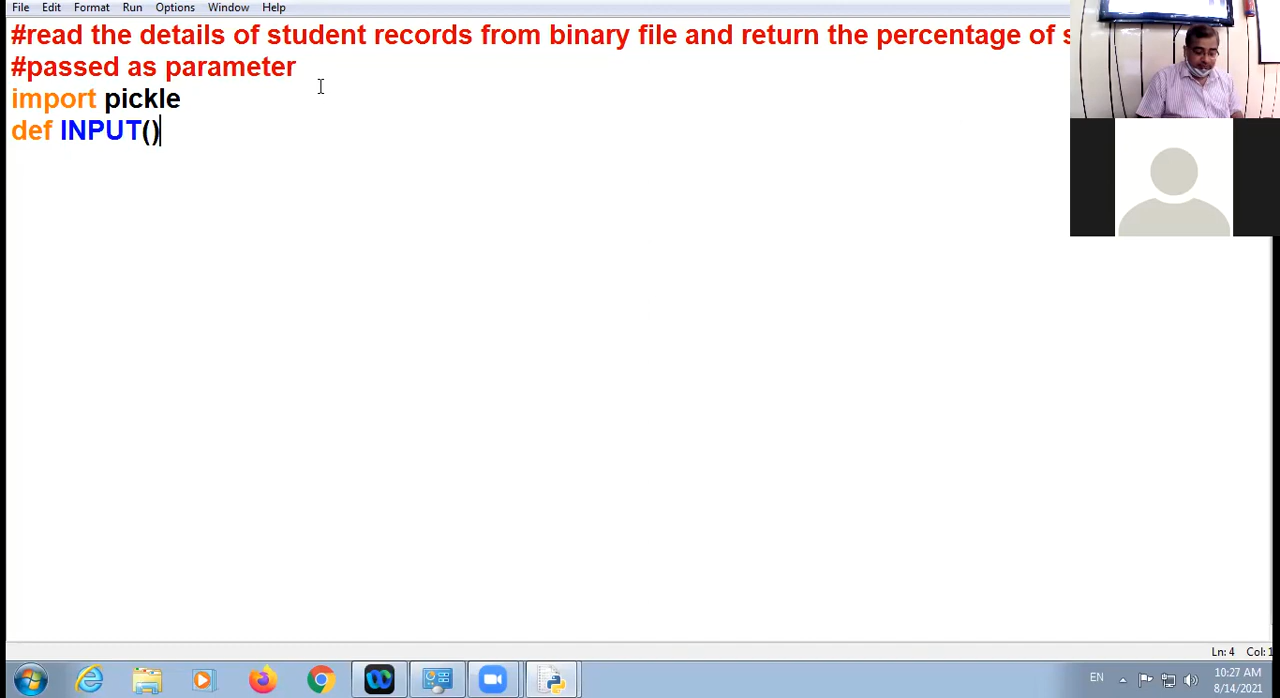 File Edit Format Run Options Window Help
#read the details of student records from binary file and return the percentage of
#passed as parameter
import pickle
def INPUT()
Ln: 4 Col:
EN
10:27 AM
8/14/2021